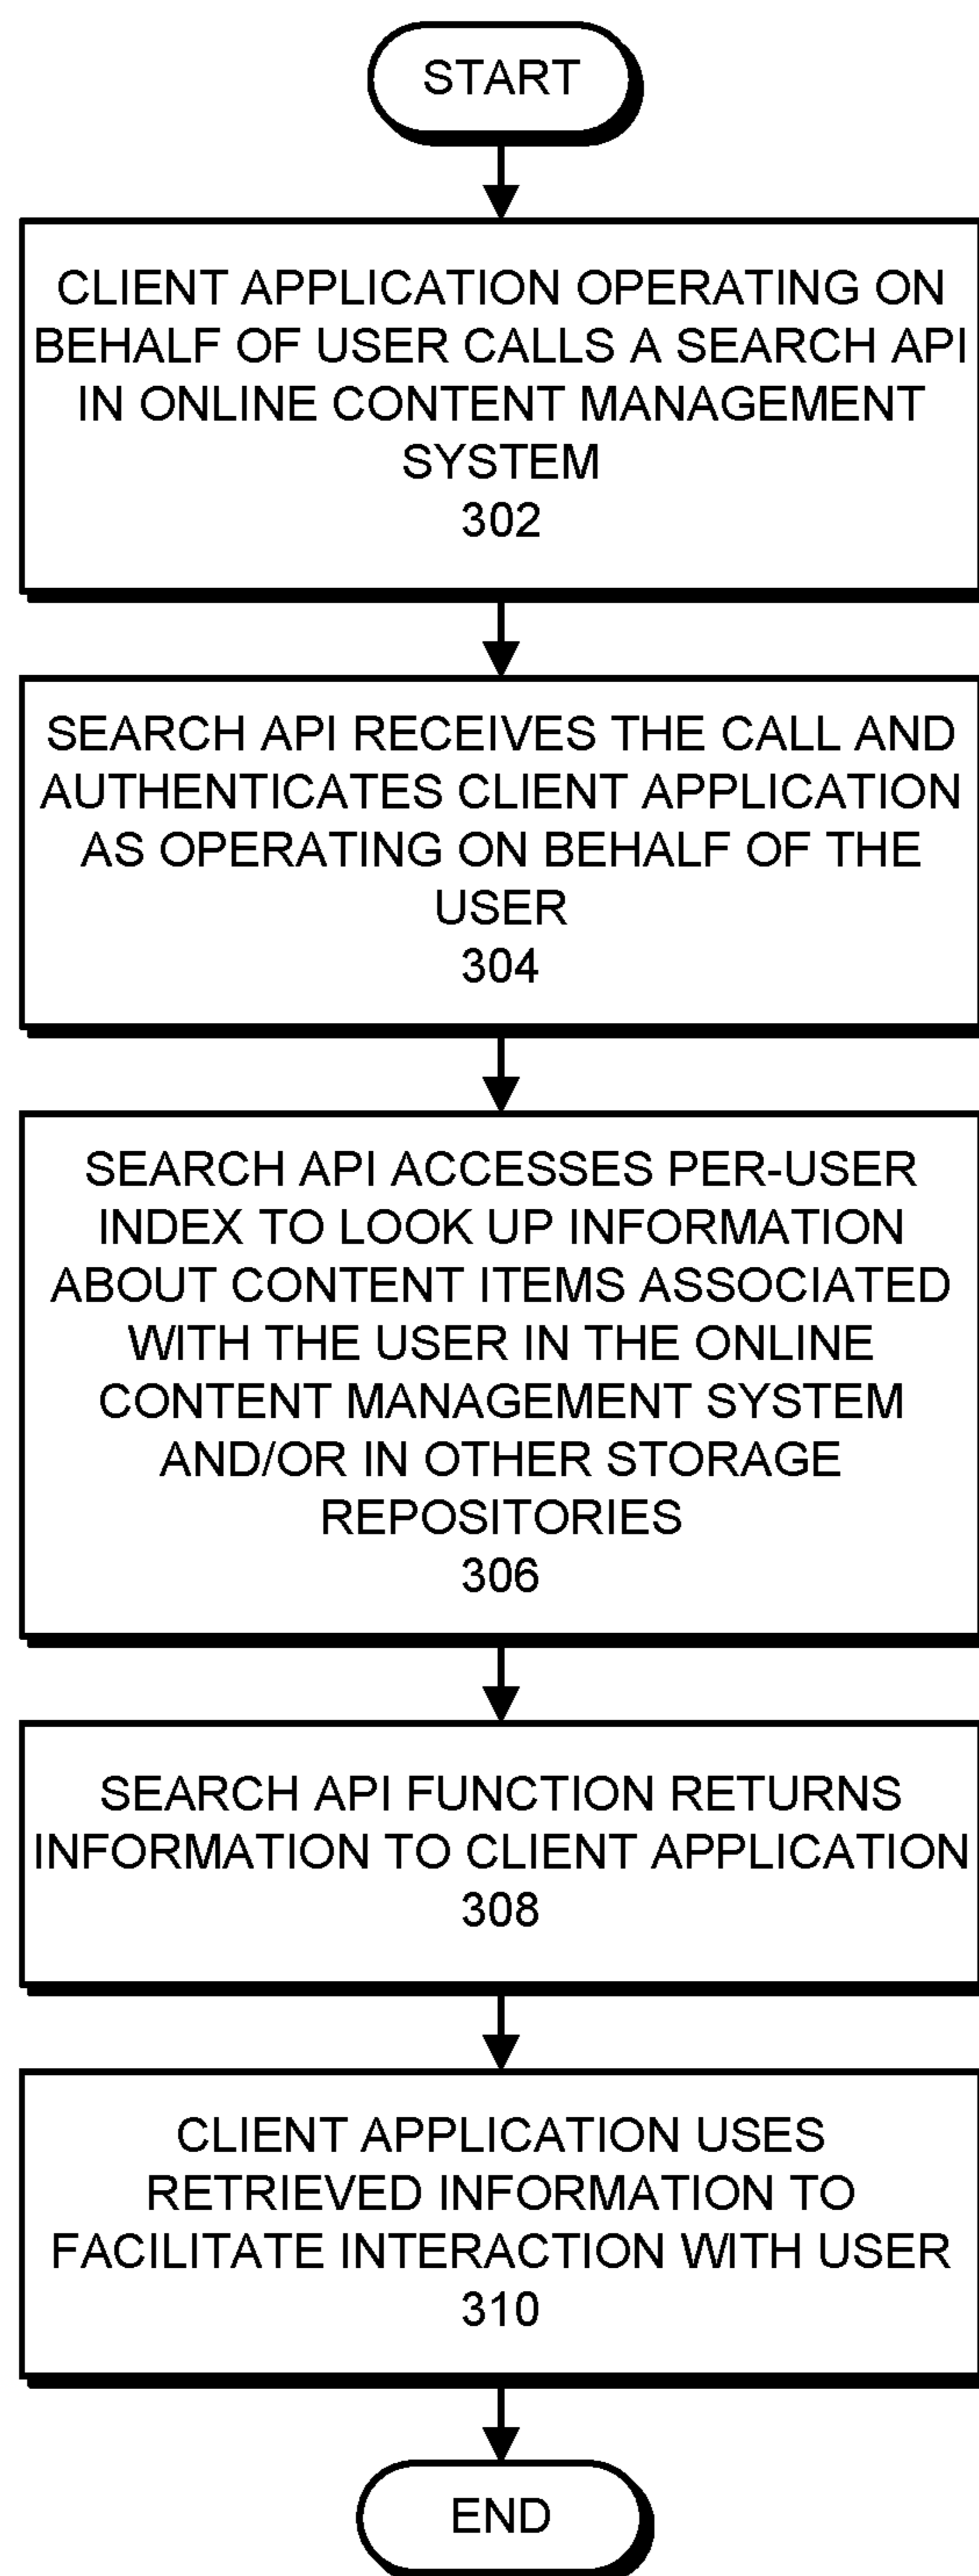 START
CLIENT APPLICATION OPERATING ON
BEHALF OF USER CALLS A SEARCH API
IN ONLINE CONTENT MANAGEMENT
SYSTEM
302
SEARCH API RECEIVES THE CALL AND
AUTHENTICATES CLIENT APPLICATION
AS OPERATING ON BEHALF OF THE
USER
304
SEARCH API ACCESSES PER-USER
INDEX TO LOOK UP INFORMATION
ABOUT CONTENT ITEMS ASSOCIATED
WITH THE USER IN THE ONLINE
CONTENT MANAGEMENT SYSTEM
AND/OR IN OTHER STORAGE
REPOSITORIES
306
SEARCH API FUNCTION RETURNS
INFORMATION TO CLIENT APPLICATION
308
CLIENT APPLICATION USES
RETRIEVED INFORMATION TO
FACILITATE INTERACTION WITH USER
310
END